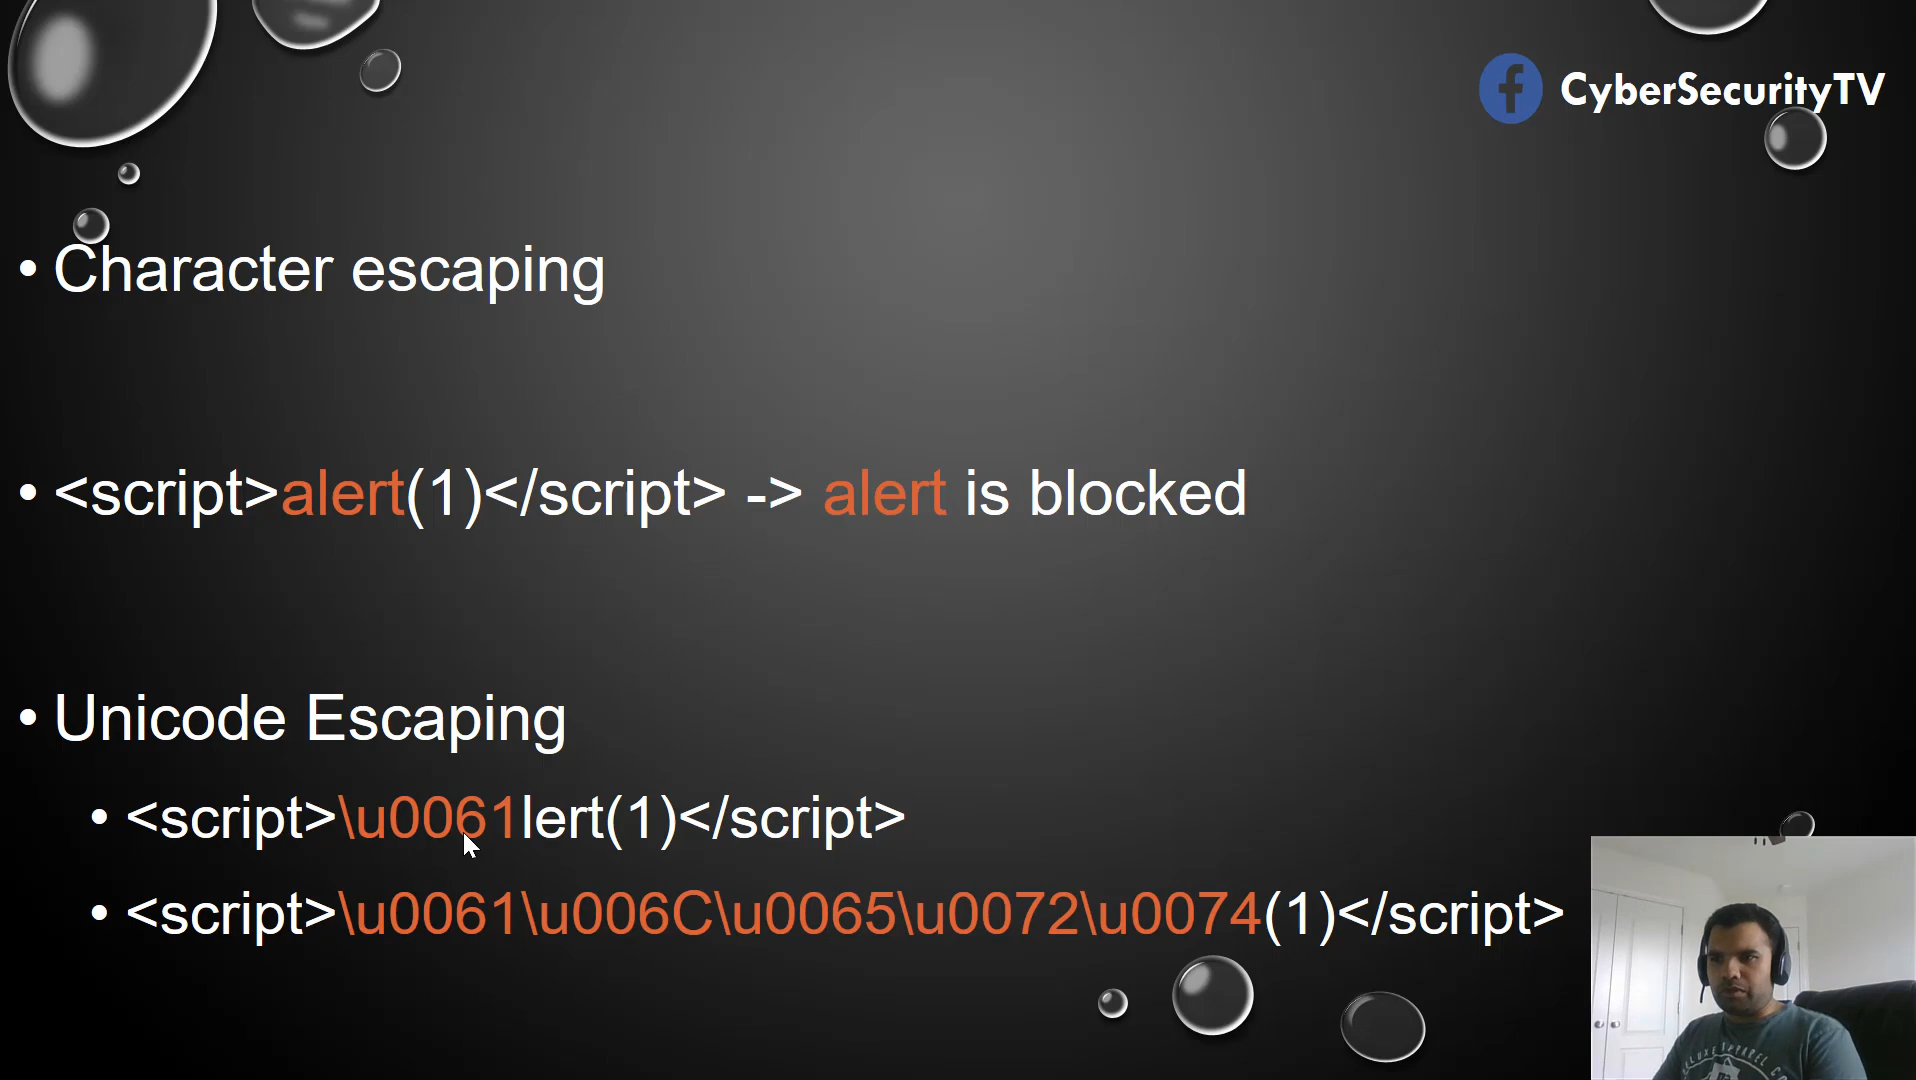 CyberSecurityTV
• Character escaping
• <script>alert(1)</script> -> alert is blocked
• Unicode Escaping
• <script>\u0061lert(1)</script>
• <script>\u0061\u006C\u0065\u0072\u0074(1)</script>